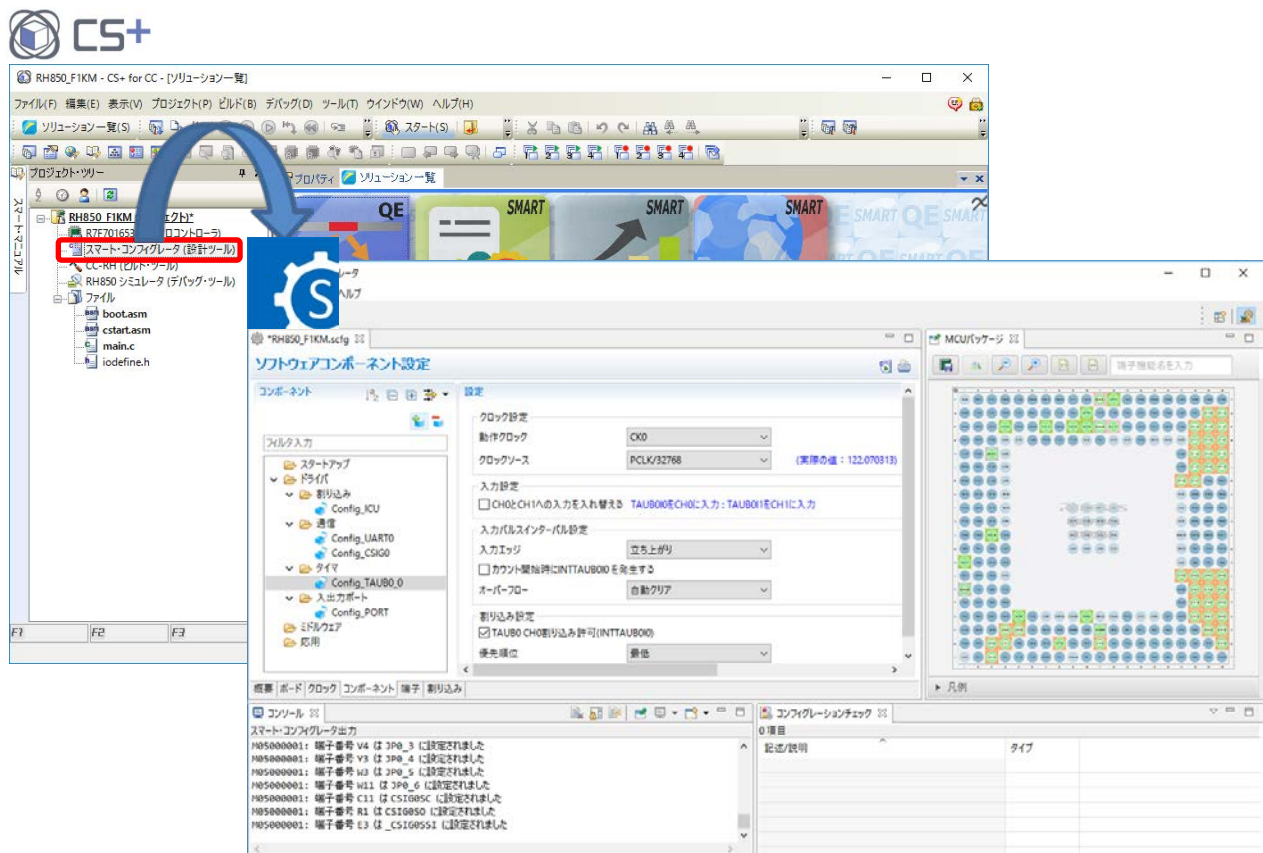 CS+
RH850_F1KM - CS+ for CC - [ソリューション一覧]
ファイル(F) 編集(E) 表示(V) プロジェクト(P) ビルド(B) デバッグ(D) ツール(T) ウインドウ(W) ヘルプ(H)
ソリューション一覧(S)
スタート(S)
プロジェクト・ツリー
プロパティ
ソリューション一覧
スマート・マニュアル
RH850_F1KM
R7F701653
スマート・コンフィグレータ (設計ツール)
CC-RH (ビルド・ツール)
RH850 シミュレータ (デバッグ・ツール)
ファイル
boot.asm
cstart.asm
main.c
iodefine.h
QE
SMART
SMART
SMART
SMART QE SMART
F1
F2
F3
S
ヘルプ
*RH850_F1KM.scfg
ソフトウェアコンポーネント設定
コンポーネント
フィルタ入力
スタートアップ
ドライバ
割り込み
Config_ICU
通信
Config_UART0
Config_CSIG0
タイマ
Config_TAUB0_0
入出力ポート
Config_PORT
ミドルウェア
応用
設定
クロック設定
動作クロック
CK0
クロックソース
PCLK/32768
(実際の値：122.070313)
入力設定
CH0とCH1への入力を入れ替える
TAUB0I0をCH0に入力 : TAUB0I1をCH1に入力
入力パルスインターバル設定
入力エッジ
立ち上がり
カウント開始時にINTTAUB0I0を発生する
オーバーフロー
自動クリア
割り込み設定
TAUB0 CH0割り込み許可(INTTAUB0I0)
優先順位
最低
概要
ボード
クロック
コンポーネント
端子
割り込み
MCUパッケージ
端子機能名を入力
凡例
コンソール
スマート・コンフィグレータ出力
M05000001: 端子番号 V4 は JP0_3 に設定されました
M05000001: 端子番号 Y3 は JP0_4 に設定されました
M05000001: 端子番号 W3 は JP0_5 に設定されました
M05000001: 端子番号 W11 は JP0_6 に設定されました
M05000001: 端子番号 C11 は CSIG0SC に設定されました
M05000001: 端子番号 R1 は CSIG0SO に設定されました
M05000001: 端子番号 E3 は _CSIG0SSI に設定されました
コンフィグレーションチェック
0 項目
記述/説明
タイプ